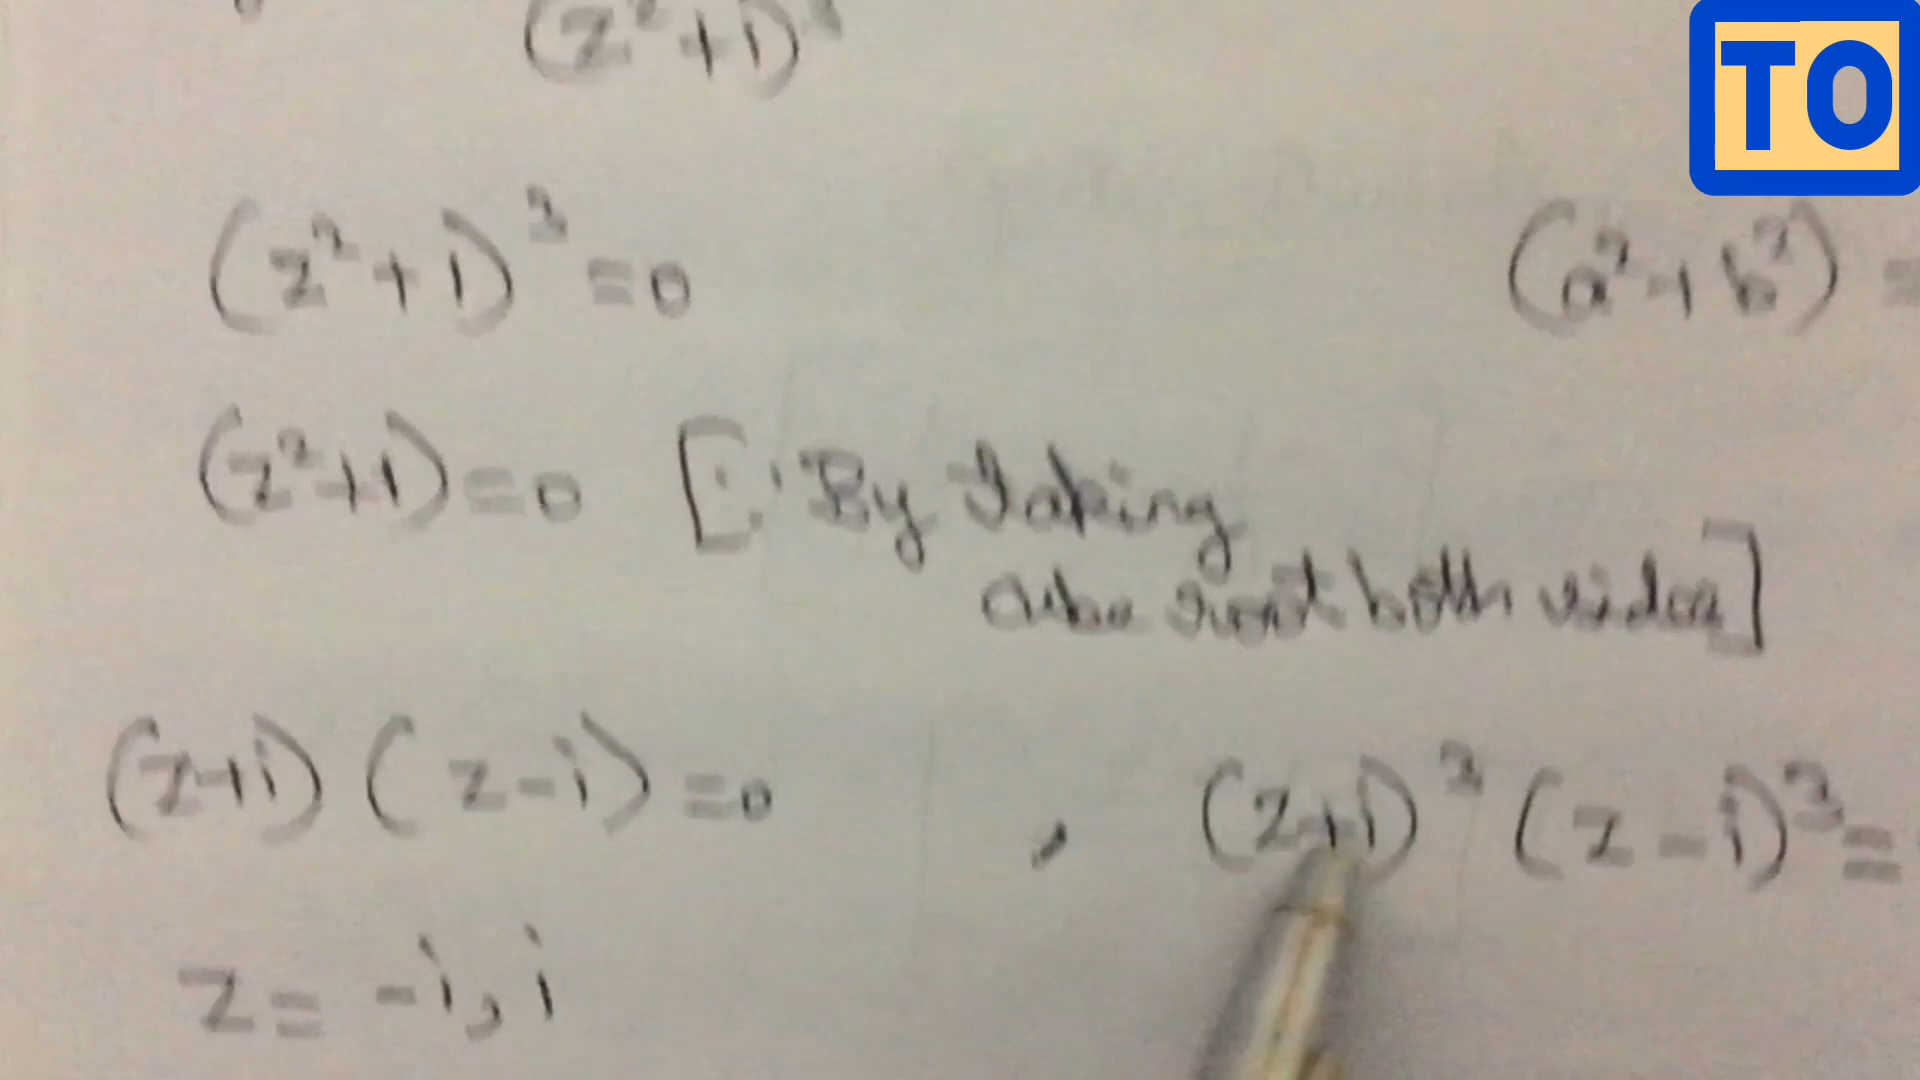 (z²+1)³
TO
(z²+1)³ =0
(a²+b²) =
(z²+1)=0 [∵ By Taking
cube root both sides]
(z+i) (z-i)=0 , (z+i)³ (z-i)³=
z= -i, i